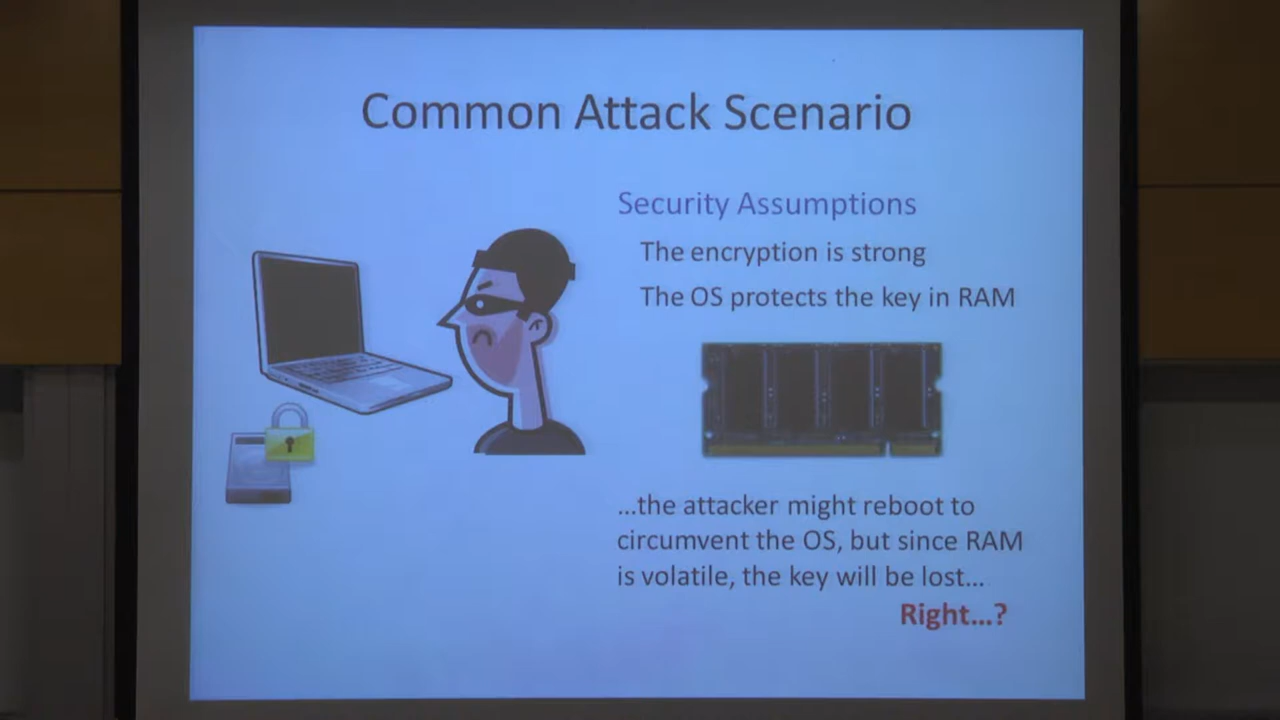 Common Attack Scenario
Security Assumptions
The encryption is strong
The OS protects the key in RAM
...the attacker might reboot to
circumvent the OS, but since RAM
is volatile, the key will be lost...
Right...?